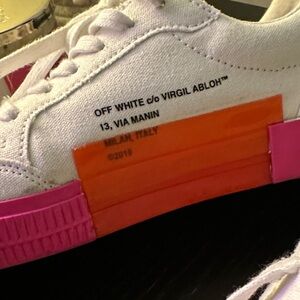 OFF WHITE c/o VIRGIL ABLOH™
13, VIA MANIN
MILAN, ITALY
©2019